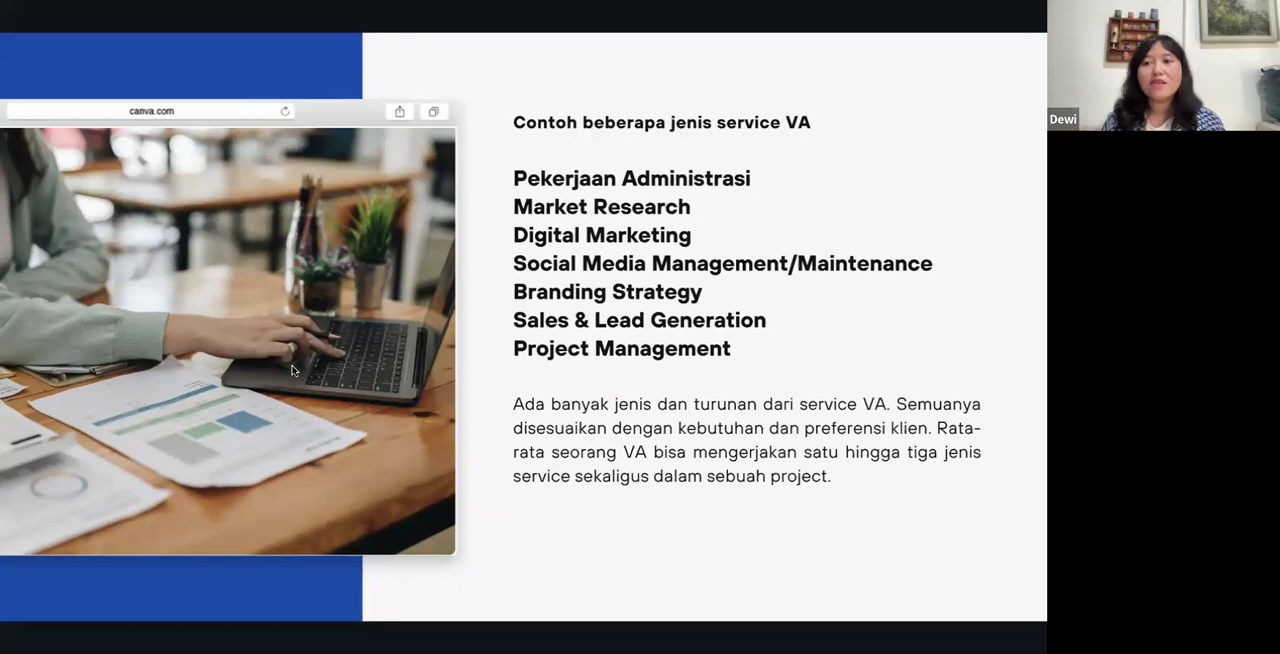 canva.com
Contoh beberapa jenis service VA
Pekerjaan Administrasi
Market Research
Digital Marketing
Social Media Management/Maintenance
Branding Strategy
Sales & Lead Generation
Project Management
Ada banyak jenis dan turunan dari service VA. Semuanya
disesuaikan dengan kebutuhan dan preferensi klien. Rata-
rata seorang VA bisa mengerjakan satu hingga tiga jenis
service sekaligus dalam sebuah project.
Dewi